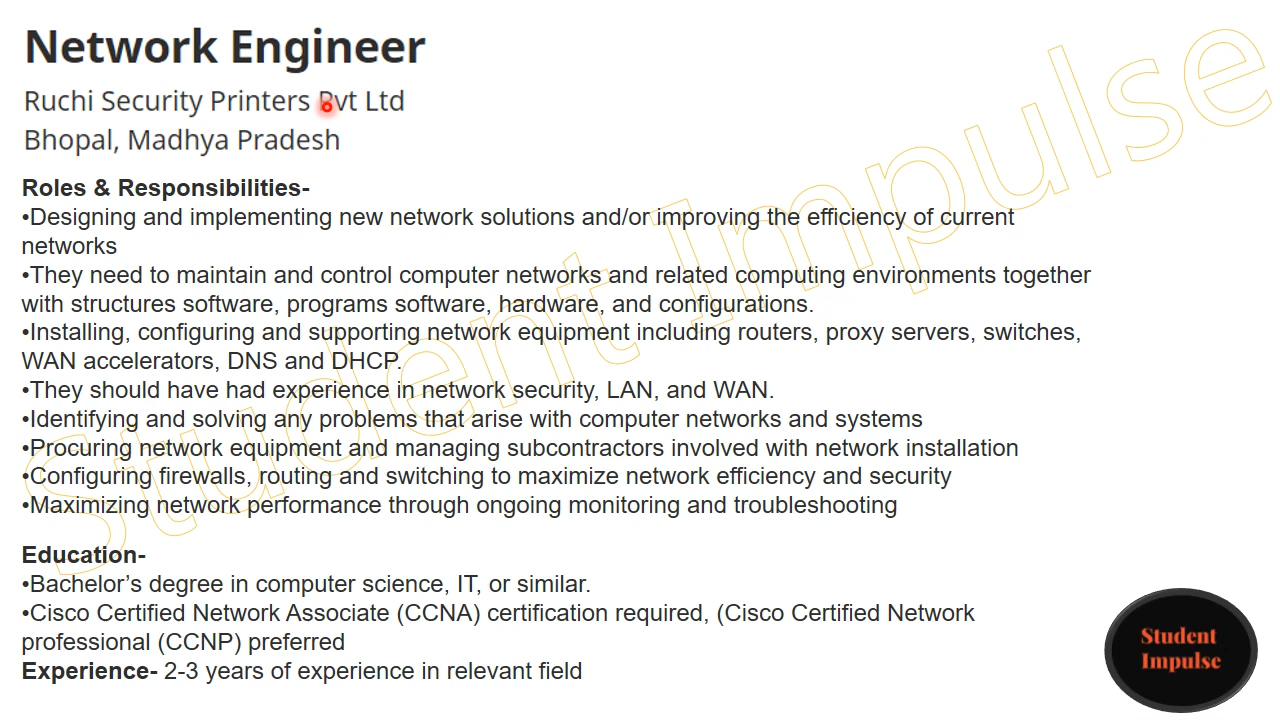 Network Engineer
Ruchi Security Printers Pvt Ltd
Bhopal, Madhya Pradesh
Roles & Responsibilities-
•Designing and implementing new network solutions and/or improving the efficiency of current
networks
•They need to maintain and control computer networks and related computing environments together
with structures software, programs software, hardware, and configurations.
•Installing, configuring and supporting network equipment including routers, proxy servers, switches,
WAN accelerators, DNS and DHCP.
•They should have had experience in network security, LAN, and WAN.
•Identifying and solving any problems that arise with computer networks and systems
•Procuring network equipment and managing subcontractors involved with network installation
•Configuring firewalls, routing and switching to maximize network efficiency and security
•Maximizing network performance through ongoing monitoring and troubleshooting
Education-
•Bachelor’s degree in computer science, IT, or similar.
•Cisco Certified Network Associate (CCNA) certification required, (Cisco Certified Network
professional (CCNP) preferred
Experience- 2-3 years of experience in relevant field
Student Impulse
Student
Impulse